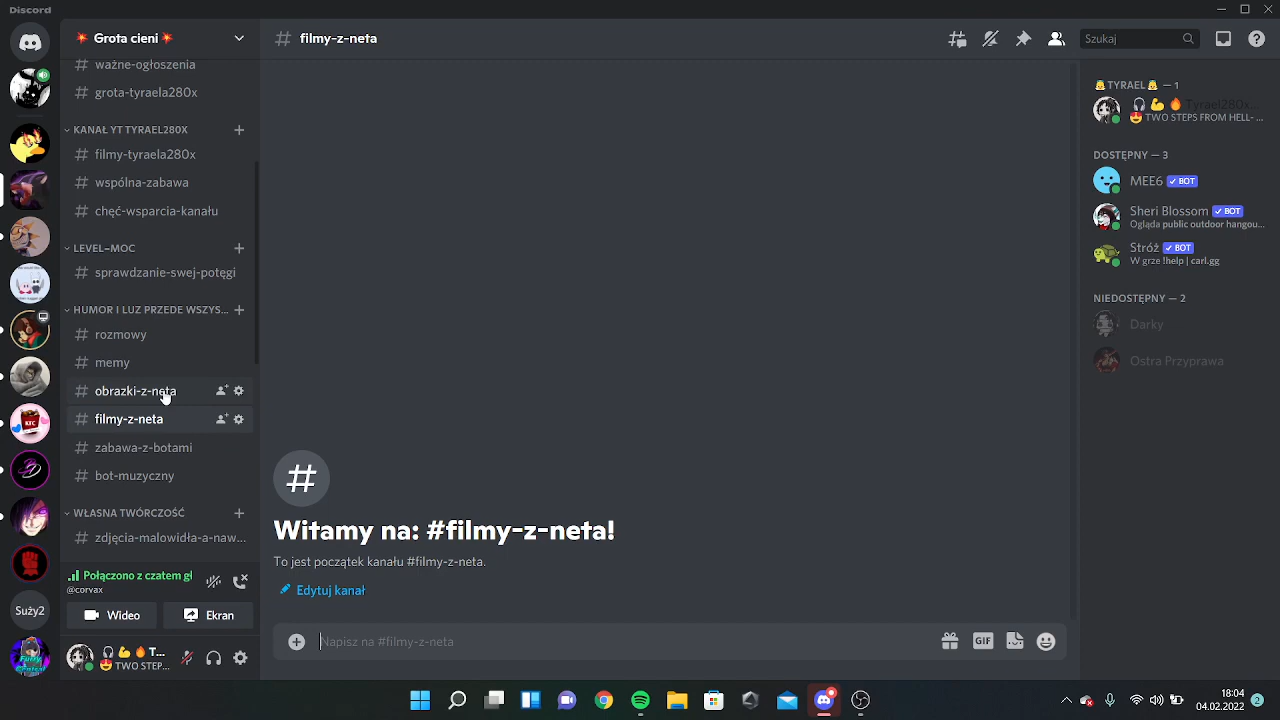 Discord
Grota cieni
ważne-ogłoszenia
grota-tyraela280x
KANAŁ YT TYRAEL280X
filmy-tyraela280x
wspólna-zabawa
chęć-wsparcia-kanału
LEVEL-MOC
sprawdzanie-swej-potęgi
HUMOR I LUZ PRZEDE WSZYS...
rozmowy
memy
obrazki-z-neta
filmy-z-neta
zabawa-z-botami
bot-muzyczny
WŁASNA TWÓRCZOŚĆ
zdjęcia-malowidła-a-naw...
Połączono z czatem gł
@corvax
Wideo
Ekran
T...
TWO STEP...
Suży2
KFC
# filmy-z-neta
Szukaj
#
Witamy na: #filmy-z-neta!
To jest początek kanału #filmy-z-neta.
Edytuj kanał
Napisz na #filmy-z-neta
GIF
TYRAEL — 1
Tyrael280x...
TWO STEPS FROM HELL- ...
DOSTĘPNY — 3
MEE6 ✓ BOT
Sheri Blossom ✓ BOT
Ogląda public outdoor hangou...
Stróż ✓ BOT
W grze !help | carl.gg
NIEDOSTĘPNY — 2
Darky
Ostra Przyprawa
18:04
04.02.2022
2